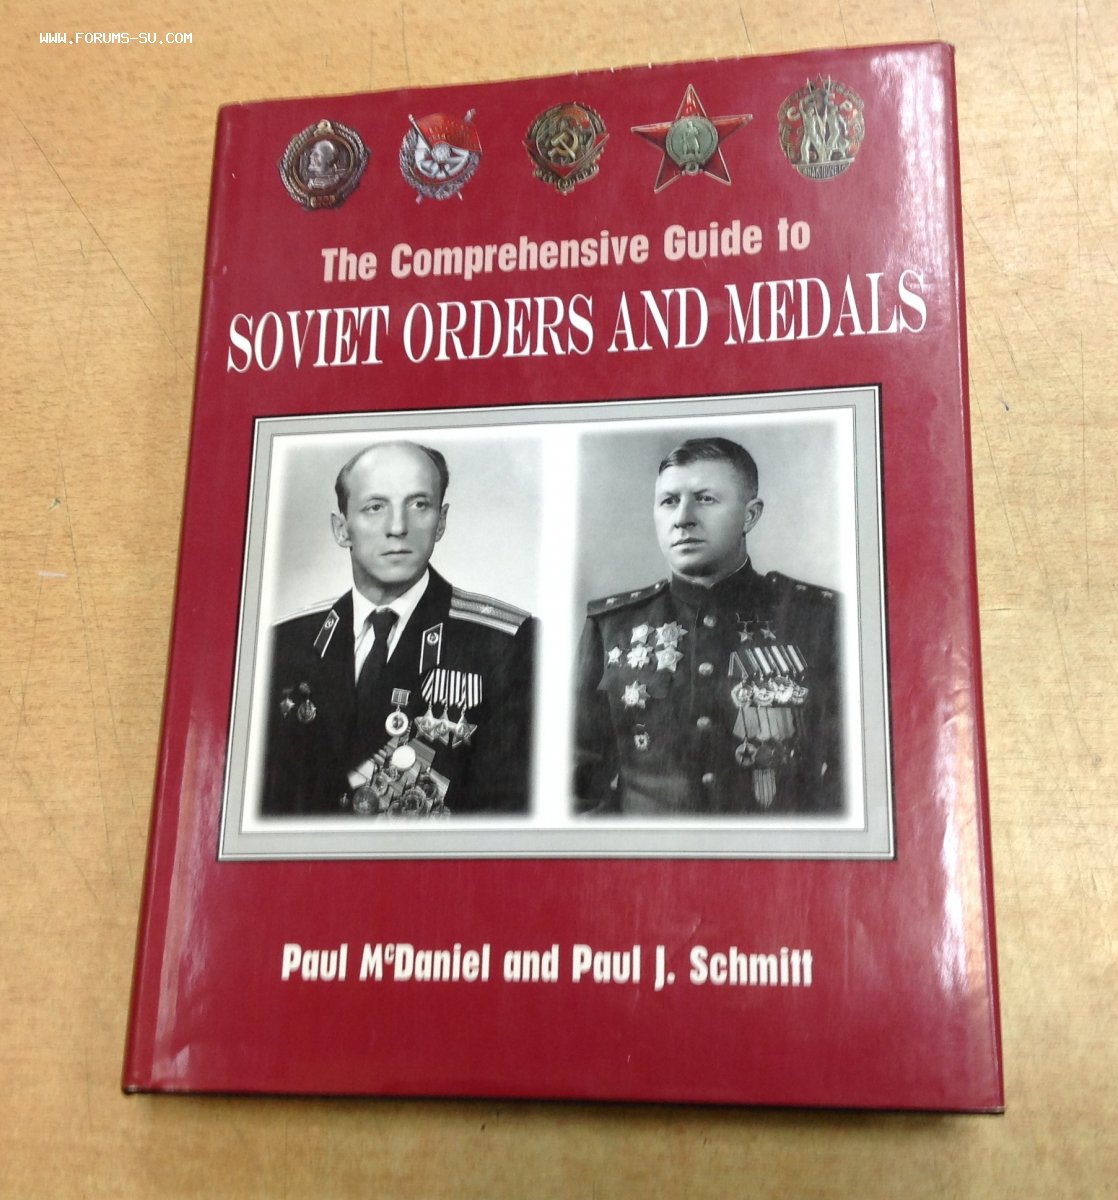 WWW.FORUMS-SU.COM
The Comprehensive Guide to
SOVIET ORDERS AND MEDALS
Paul McDaniel and Paul J. Schmitt